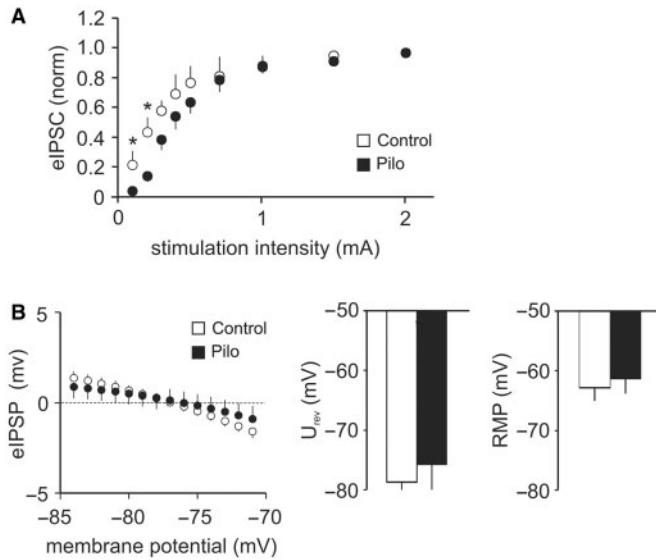 A
eIPSC (norm)
1.2
1.0
0.8
0.6
0.4
0.2
0
*
*
Control
Pilo
0
1
2
stimulation intensity (mA)
B
eIPSP (mv)
5
0
−5
Control
Pilo
−85
−80
−75
−70
membrane potential (mV)
Urev (mV)
−50
−60
−70
−80
RMP (mV)
−50
−60
−70
−80